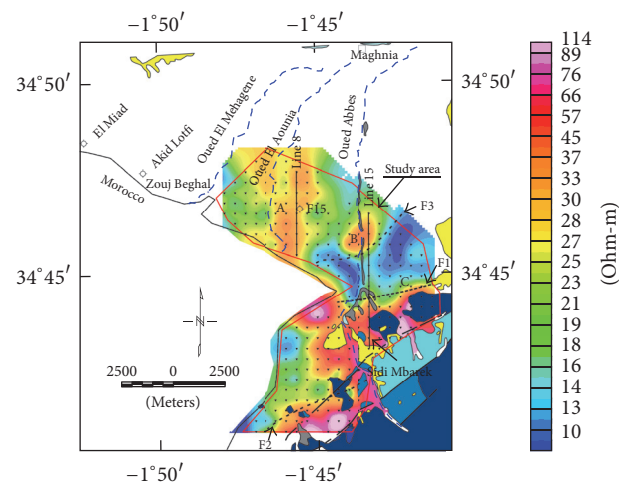 −1°50′
−1°45′
114
89
76
66
57
50
45
37
33
30
28
27
25
23
21
19
18
16
14
13
10
(Ohm-m)
34°50′
34°50′
34°45′
34°45′
Maghnia
El Miad
Akid Lotfi
Zouj Beghal
Morocco
Oued El Mehagene
Oued El Aounia
Line 8
Oued Abbes
Line 15
Study area
F3
A
F15
B
F1
C
N
2500 0 2500
(Meters)
Sidi Mbarek
F2
−1°50′
−1°45′